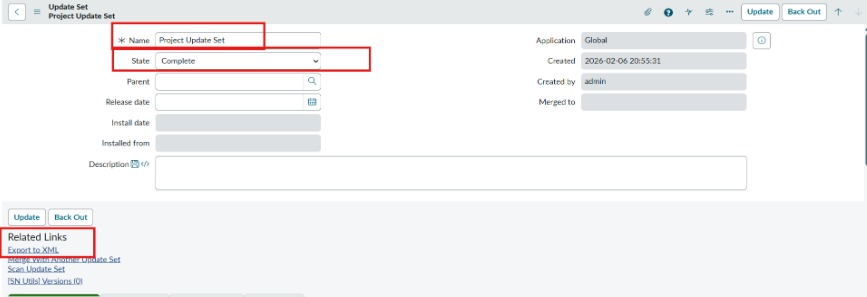 Update Set
Project Update Set
Update
Back Out
* Name Project Update Set
Application Global
State Complete
Created 2026-02-06 20:55:31
Parent
Created by admin
Release date
Merged to
Install date
Installed from
Description
Update
Back Out
Related Links
Export to XML
Merge With Another Update Set
Scan Update Set
[SN Utils] Versions (0)